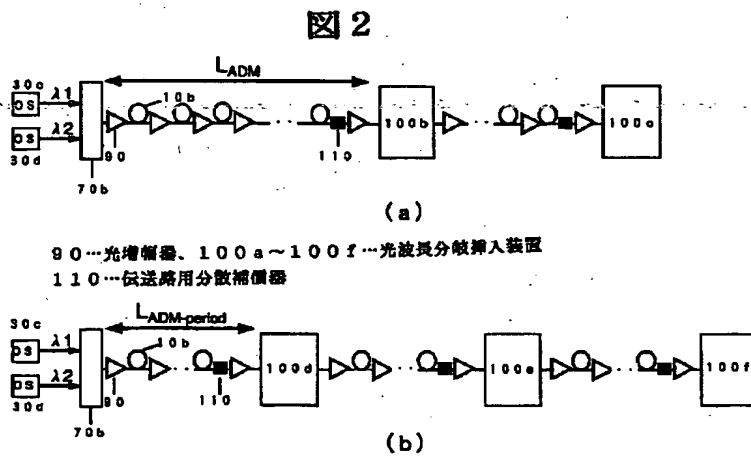 図2
30c
OS
λ1
LADM
10b
OS
λ2
30d
90
110
100b
100c
70b
(a)
90…光増幅器、100a~100f…光波長分岐挿入装置
110…伝送路用分散補償器
30c
OS
λ1
LADM-period
10b
OS
λ2
30d
90
110
100d
100e
100f
70b
(b)